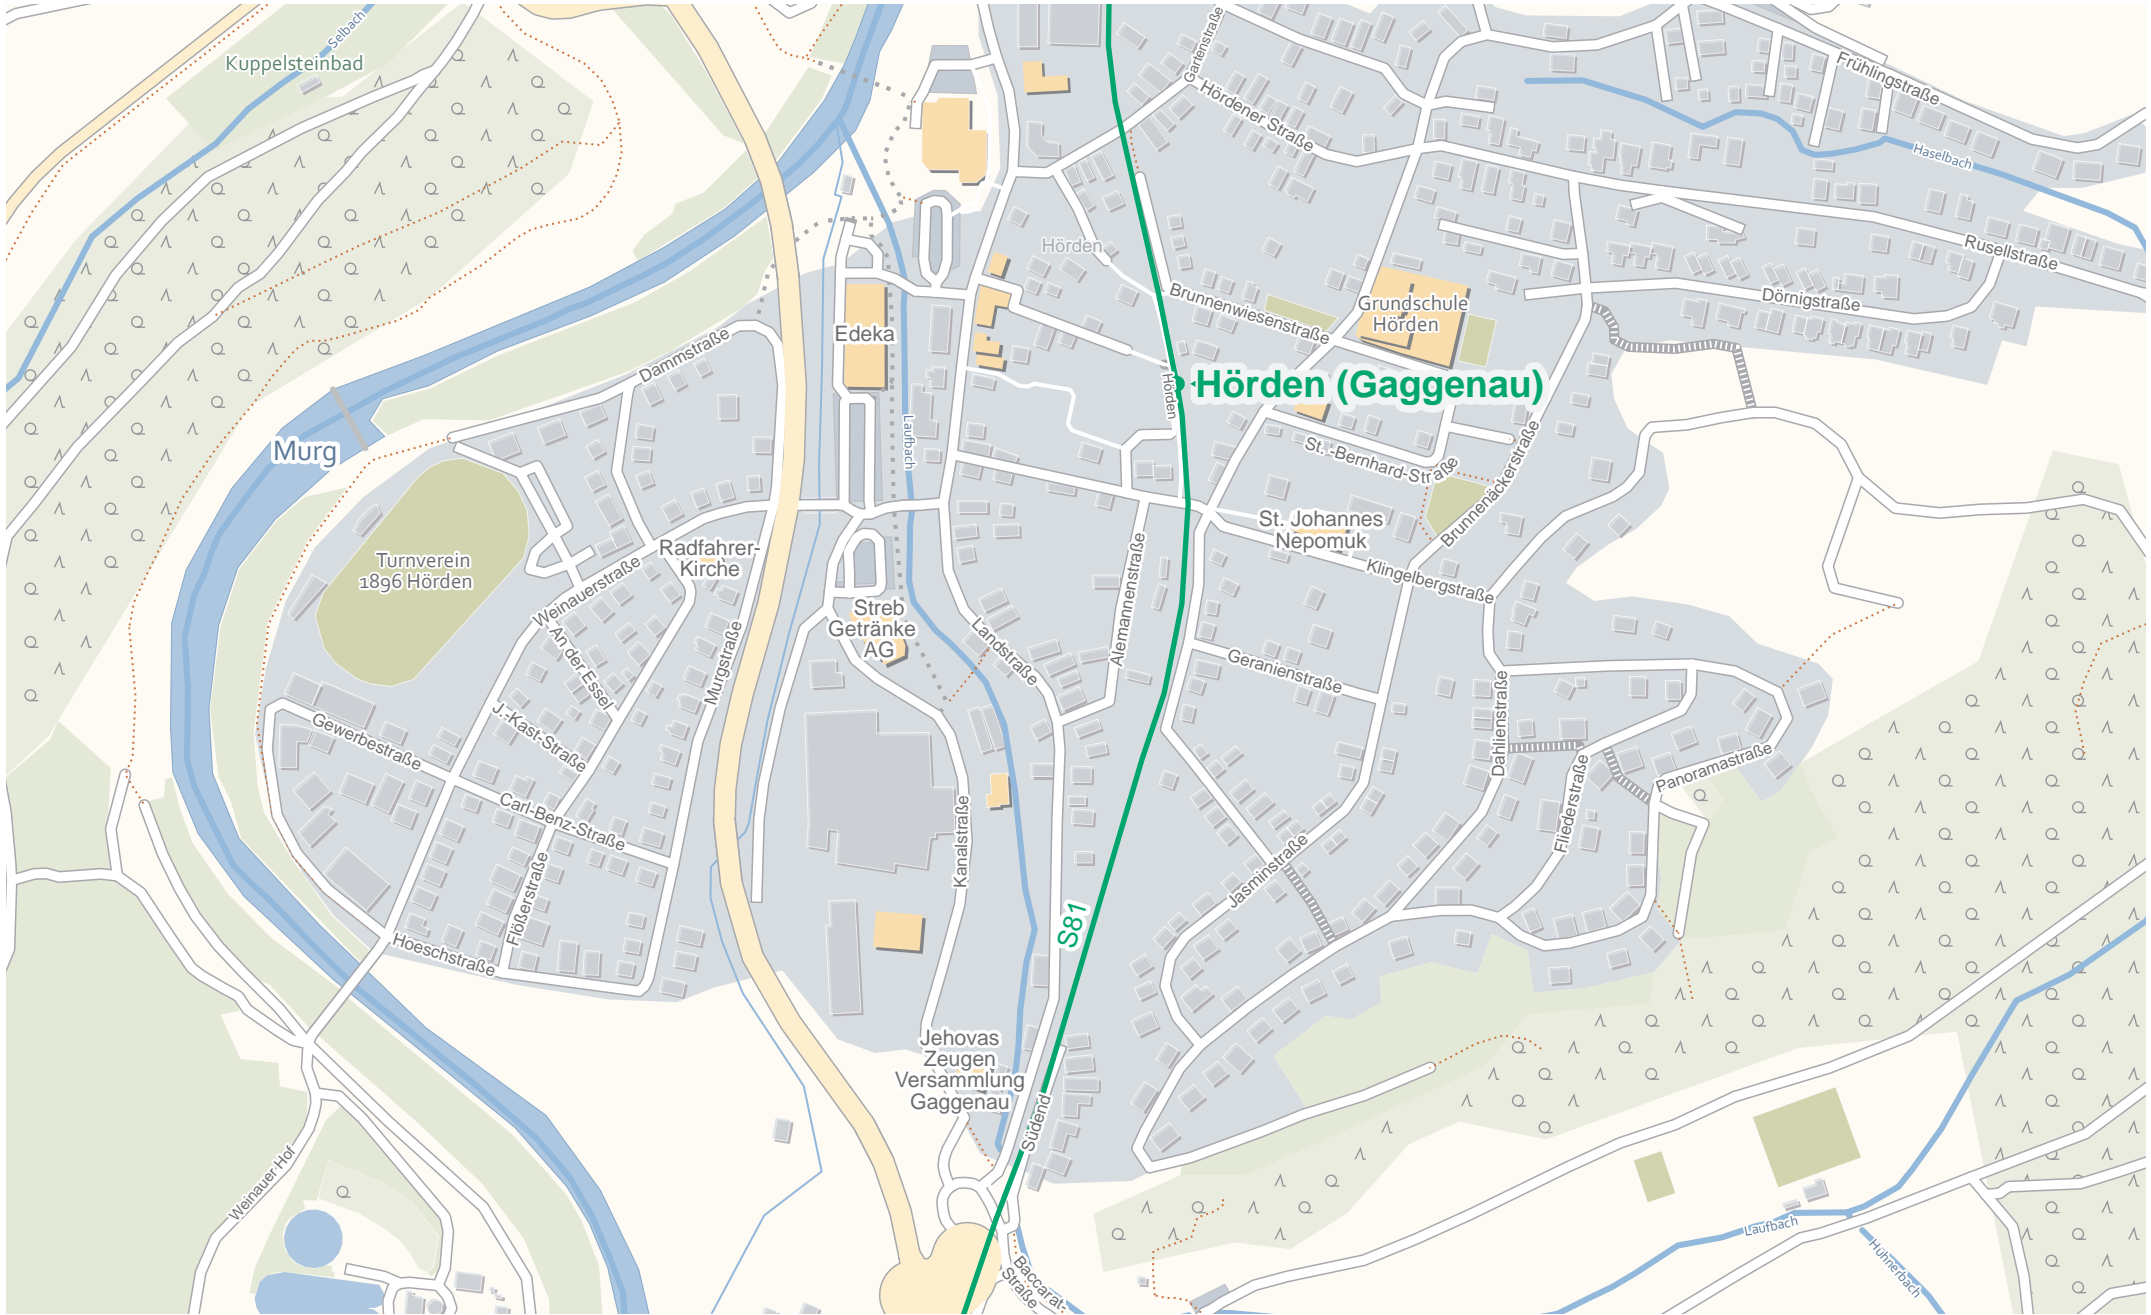 Selbach
Kuppelsteinbad
Gartenstraße
Hördener Straße
Frühlingstraße
Haselbach
Hörden
Rusellstraße
Dörnigstraße
Brunnenwiesenstraße
Grundschule
Hörden
Edeka
Dammstraße
Hörden
Hörden (Gaggenau)
Laufbach
Murg
St.-Bernhard-Straße
Brunnenäckerstraße
St. Johannes
Nepomuk
Klingelbergstraße
Turnverein
1896 Hörden
Radfahrer-
Kirche
Weinauerstraße
An der Essel
Streb
Getränke
AG
Landstraße
Alemannenstraße
Geranienstraße
Murgstraße
Dahlienstraße
J.-Kast-Straße
Gewerbestraße
Panoramastraße
Fliederstraße
Carl-Benz-Straße
Kanalstraße
Jasminstraße
Flößerstraße
Hoeschstraße
S81
Jehovas
Zeugen
Versammlung
Gaggenau
Südend
Weinauer-Hof
Laufbach
Hühnerbach
Baccarat-
Straße